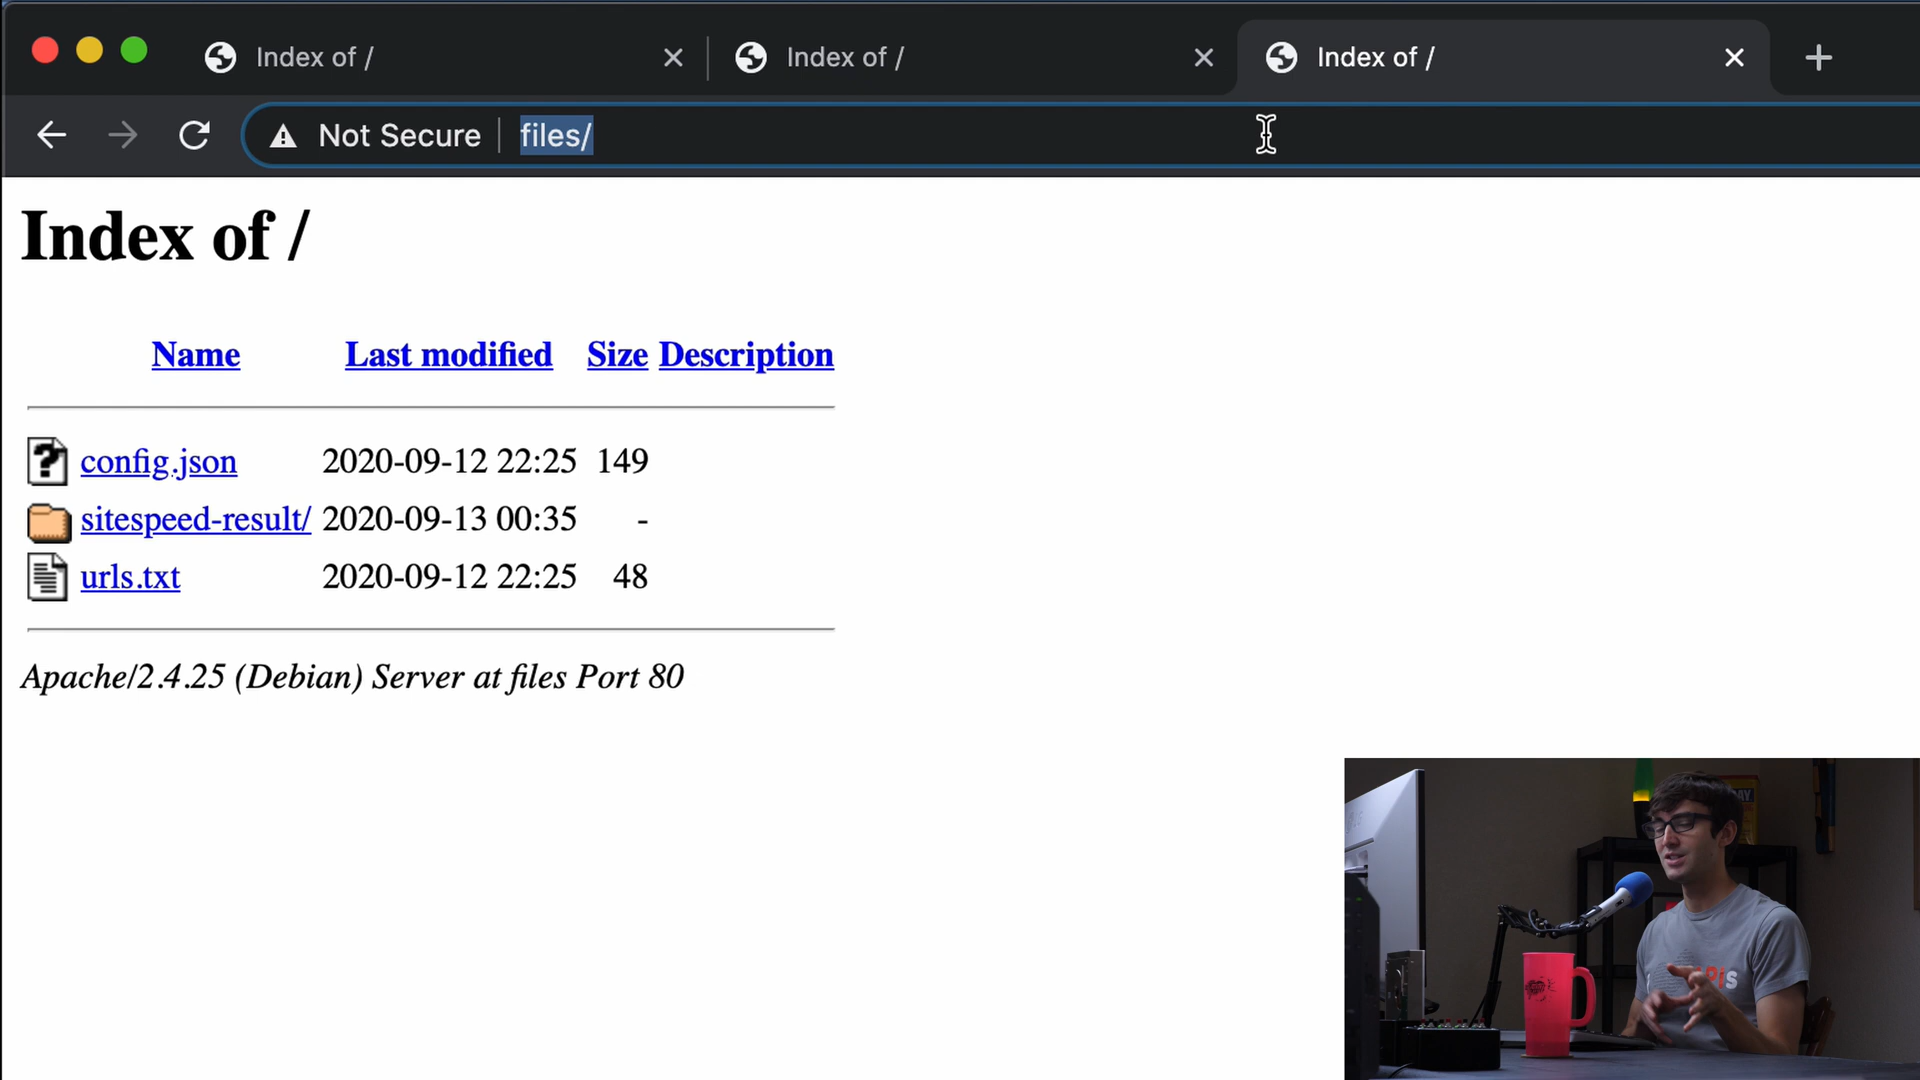 Index of /
Index of /
Index of /
Not Secure
files/
Index of /
Name Last modified Size Description
config.json 2020-09-12 22:25 149
sitespeed-result/ 2020-09-13 00:35 -
urls.txt 2020-09-12 22:25 48
Apache/2.4.25 (Debian) Server at files Port 80